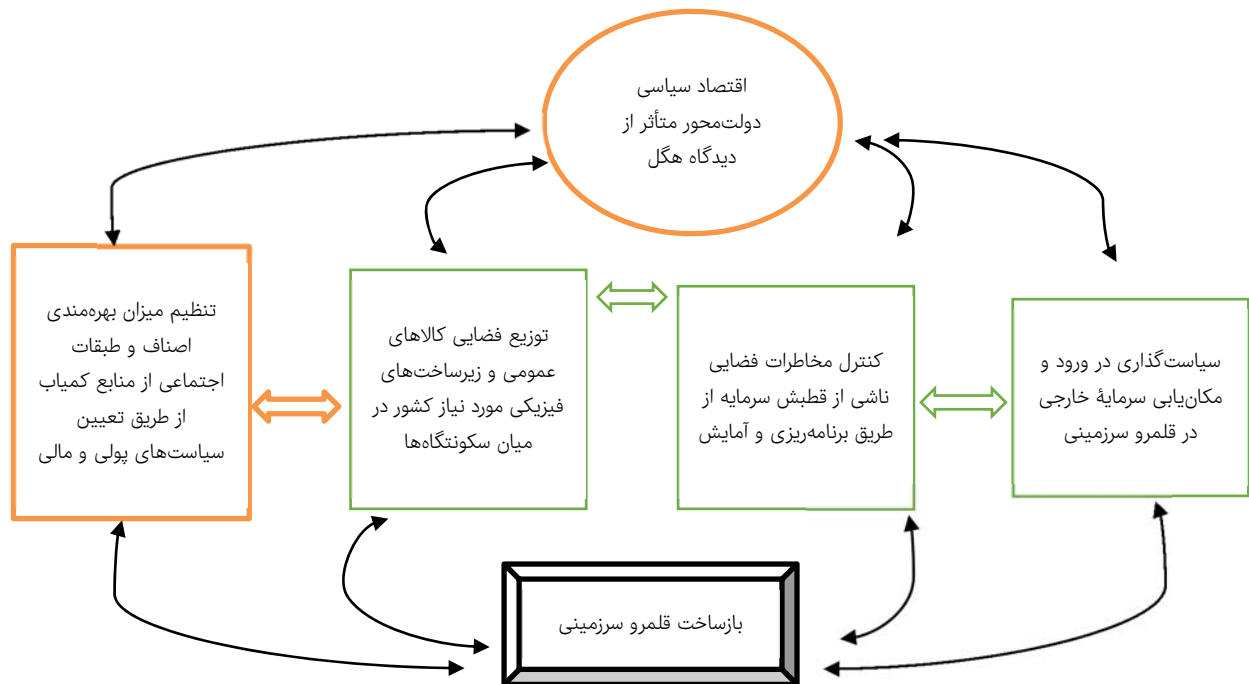 اقتصاد سیاسی
دولت‌محور متأثر از
دیدگاه هگل
سیاست‌گذاری در ورود و
مکان‌یابی سرمایهٔ خارجی
در قلمرو سرزمینی
کنترل مخاطرات فضایی
ناشی از قطبش سرمایه از
طریق برنامه‌ریزی و آمایش
توزیع فضایی کالاهای
عمومی و زیرساخت‌های
فیزیکی مورد نیاز کشور در
میان سکونتگاه‌ها
تنظیم میزان بهره‌مندی
اصناف و طبقات
اجتماعی از منابع کمیاب
از طریق تعیین
سیاست‌های پولی و مالی
بازساخت قلمرو سرزمینی